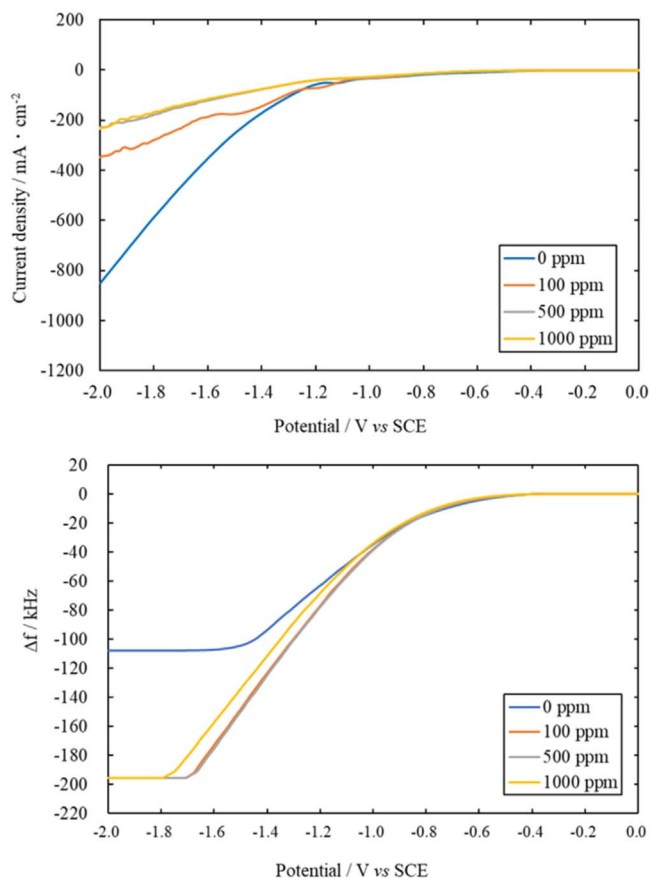 200
0
-200
-400
-600
-800
-1000
-1200
Current density / mA・cm-2
0 ppm
100 ppm
500 ppm
1000 ppm
-2.0 -1.8 -1.6 -1.4 -1.2 -1.0 -0.8 -0.6 -0.4 -0.2 0.0
Potential / V vs SCE
20
0
-20
-40
-60
-80
-100
-120
-140
-160
-180
-200
-220
Δf / kHz
0 ppm
100 ppm
500 ppm
1000 ppm
-2.0 -1.8 -1.6 -1.4 -1.2 -1.0 -0.8 -0.6 -0.4 -0.2 0.0
Potential / V vs SCE